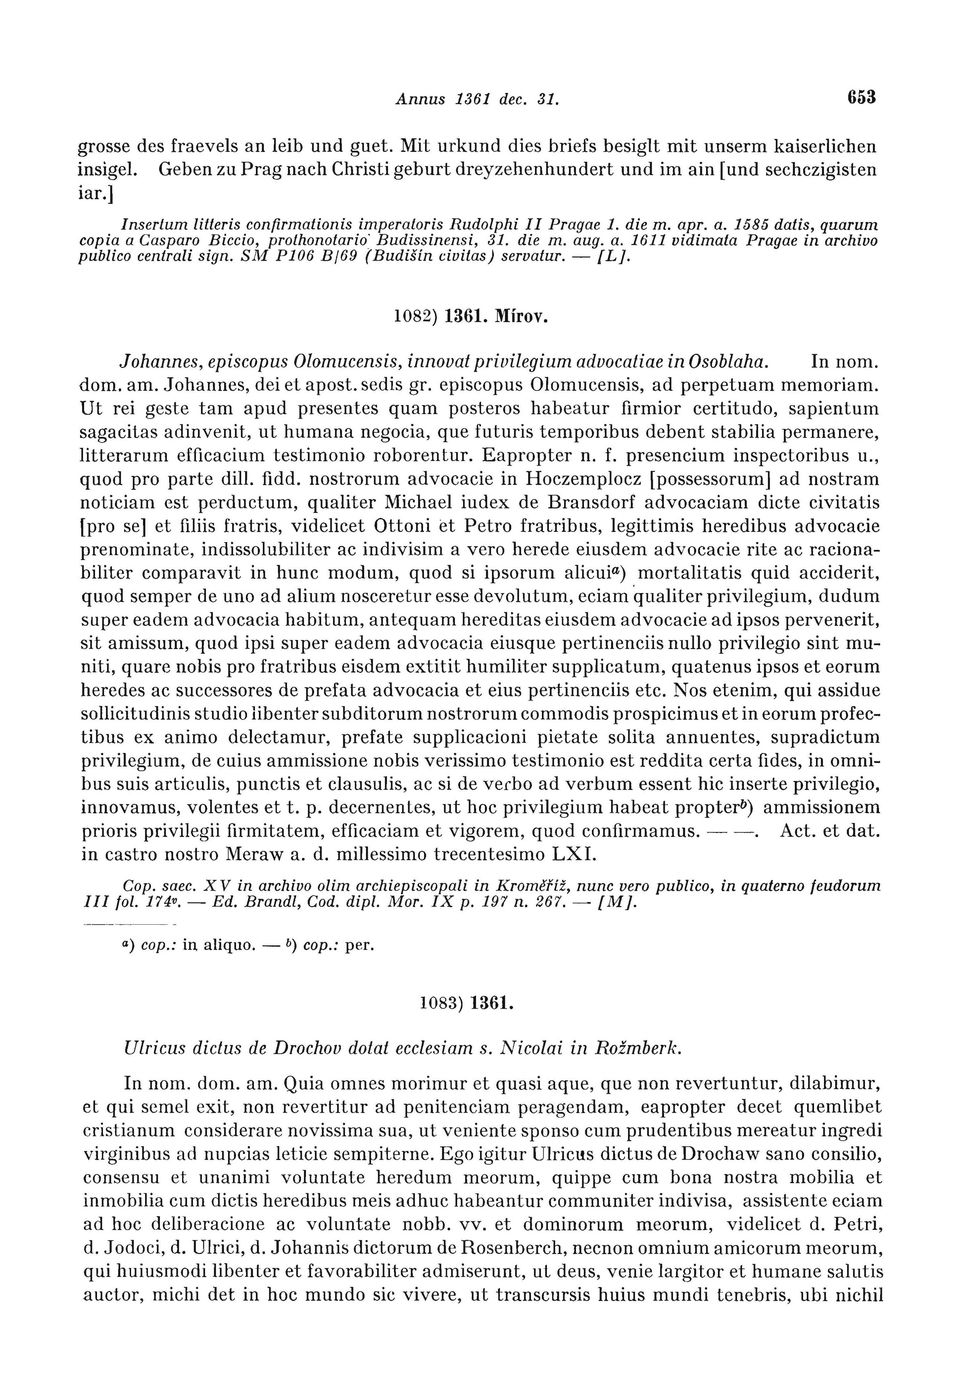 Annus 1361 dec. 31. 653
grosse des fraevels an leib und guet. Mit urkund dies briefs besiglt mit unserm kaiserlichen
insigel. Geben zu Prag nach Christi geburt dreyzehenhundert und im ain [und sechczigisten
iar.]
Insertum litteris confirmationis imperatoris Rudolphi II Pragae 1. die m. apr. a. 1585 datis, quarum
copia a Casparo Biccio, prothonotario Budissinensi, 31. die m. aug. a. 1611 vidimata Pragae in archivo
publico centrali sign. SM P106 B/69 (Budišin civitas) servatur. — [L].
1082) 1361. Mírov.
Johannes, episcopus Olomucensis, innovat privilegium advocatiae in Osoblaha. In nom.
dom. am. Johannes, dei et apost. sedis gr. episcopus Olomucensis, ad perpetuam memoriam.
Ut rei geste tam apud presentes quam posteros habeatur firmior certitudo, sapientum
sagacitas adinvenit, ut humana negocia, que futuris temporibus debent stabilia permanere,
litterarum efficacium testimonio roborentur. Eapropter n. f. presencium inspectoribus u.,
quod pro parte dill. fidd. nostrorum advocacie in Hoczemplocz [possessorum] ad nostram
noticiam est perductum, qualiter Michael iudex de Bransdorf advocaciam dicte civitatis
[pro se] et filiis fratris, videlicet Ottoni et Petro fratribus, legittimis heredibus advocacie
prenominate, indissolubiliter ac indivisim a vero herede eiusdem advocacie rite ac raciona-
biliter comparavit in hunc modum, quod si ipsorum alicui a) mortalitatis quid acciderit,
quod semper de uno ad alium nosceretur esse devolutum, eciam qualiter privilegium, dudum
super eadem advocacia habitum, antequam hereditas eiusdem advocacie ad ipsos pervenerit,
sit amissum, quod ipsi super eadem advocacia eiusque pertinenciis nullo privilegio sint mu-
niti, quare nobis pro fratribus eisdem extitit humiliter supplicatum, quatenus ipsos et eorum
heredes ac successores de prefata advocacia et eius pertinenciis etc. Nos etenim, qui assidue
sollicitudinis studio libenter subditorum nostrorum commodis prospicimus et in eorum profec-
tibus ex animo delectamur, prefate supplicacioni pietate solita annuentes, supradictum
privilegium, de cuius ammissione nobis verissimo testimonio est reddita certa fides, in omni-
bus suis articulis, punctis et clausulis, ac si de verbo ad verbum essent hic inserte privilegio,
innovamus, volentes et t. p. decernentes, ut hoc privilegium habeat propter b) ammissionem
prioris privilegii firmitatem, efficaciam et vigorem, quod confirmamus. — —. Act. et dat.
in castro nostro Meraw a. d. millessimo trecentesimo LXI.
Cop. saec. XV in archivo olim archiepiscopali in Kroměříž, nunc vero publico, in quaterno feudorum
III fol. 174v. — Ed. Brandl, Cod. dipl. Mor. IX p. 197 n. 267. — [M].
a) cop.: in aliquo. — b) cop.: per.
1083) 1361.
Ulricus dictus de Drochov dotat ecclesiam s. Nicolai in Rožmberk.
In nom. dom. am. Quia omnes morimur et quasi aque, que non revertuntur, dilabimur,
et qui semel exit, non revertitur ad penitenciam peragendam, eapropter decet quemlibet
cristianum considerare novissima sua, ut veniente sponso cum prudentibus mereatur ingredi
virginibus ad nupcias leticie sempiterne. Ego igitur Ulricus dictus de Drochaw sano consilio,
consensu et unanimi voluntate heredum meorum, quippe cum bona nostra mobilia et
inmobilia cum dictis heredibus meis adhuc habeantur communiter indivisa, assistente eciam
ad hoc deliberacione ac voluntate nobb. vv. et dominorum meorum, videlicet d. Petri,
d. Jodoci, d. Ulrici, d. Johannis dictorum de Rosenberch, necnon omnium amicorum meorum,
qui huiusmodi libenter et favorabiliter admiserunt, ut deus, venie largitor et humane salutis
auctor, michi det in hoc mundo sic vivere, ut transcursis huius mundi tenebris, ubi nichil